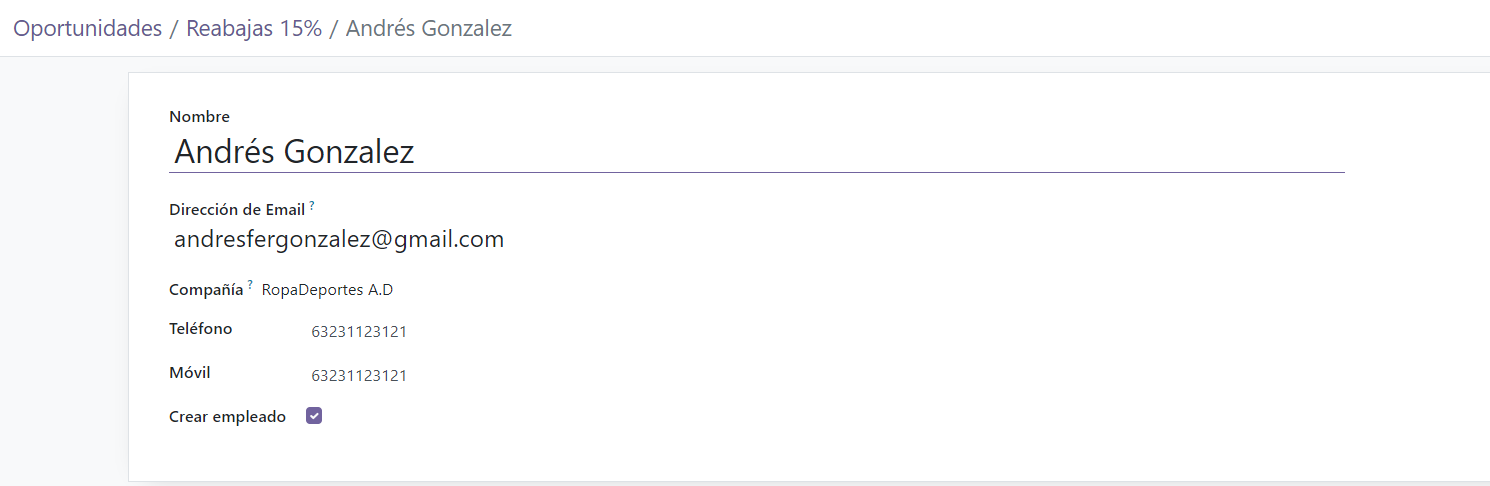 Oportunidades / Reabajas 15% / Andrés Gonzalez
Nombre
Andrés Gonzalez
Dirección de Email ?
andresfergonzalez@gmail.com
Compañía ? RopaDeportes A.D
Teléfono 63231123121
Móvil 63231123121
Crear empleado